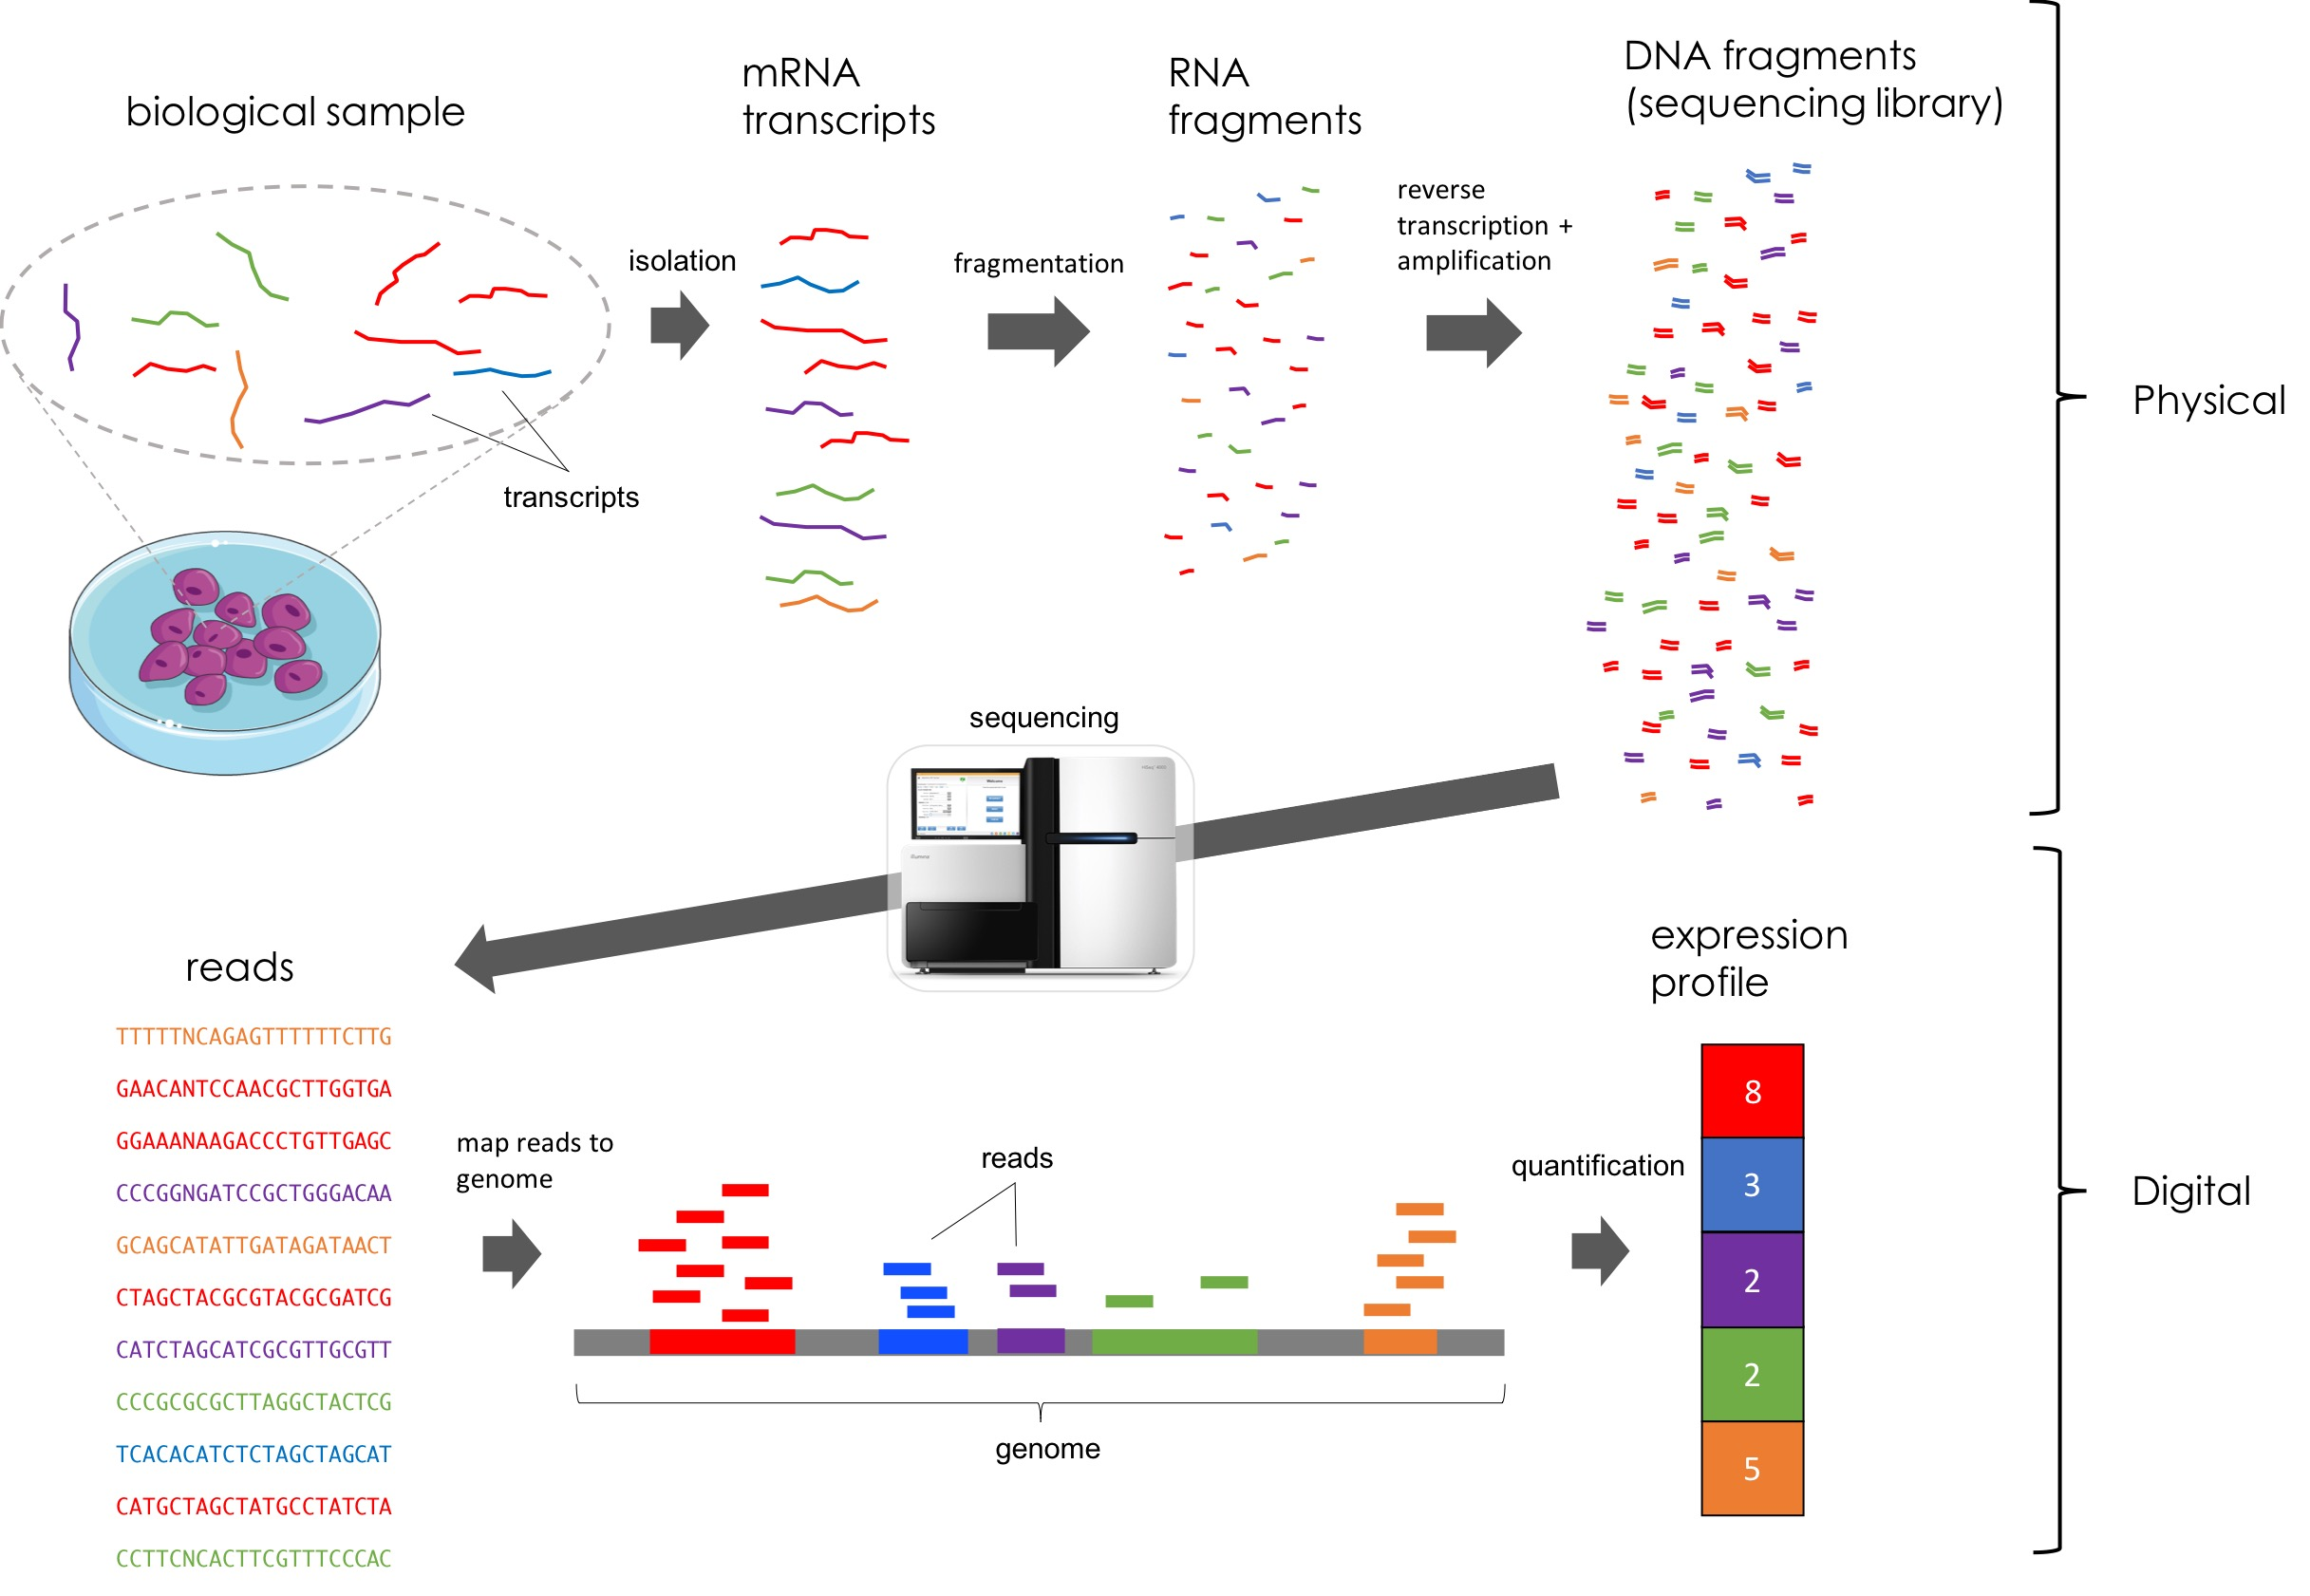 biological sample
mRNA
transcripts
RNA
fragments
DNA fragments
(sequencing library)
isolation
fragmentation
reverse
transcription +
amplification
transcripts
Physical
sequencing
reads
TTTTTNCAGAGTTTTTTCTTG
GAACANTCCAACGCTTGGTGA
GGAAANAAGACCCTGTTGAGC
CCCGGNGATCCGCTGGGACAA
GCAGCATATTGATAGATAACT
CTAGCTACGCGTACGCGATCG
CATCTAGCATCGCGTTGCGTT
CCCGCGCGCTTAGGCTACTCG
TCACACATCTCTAGCTAGCAT
CATGCTAGCTATGCCTATCTA
CCTTCNCACTTCGTTTCCCAC
map reads to
genome
reads
genome
quantification
expression
profile
8
3
2
2
5
Digital